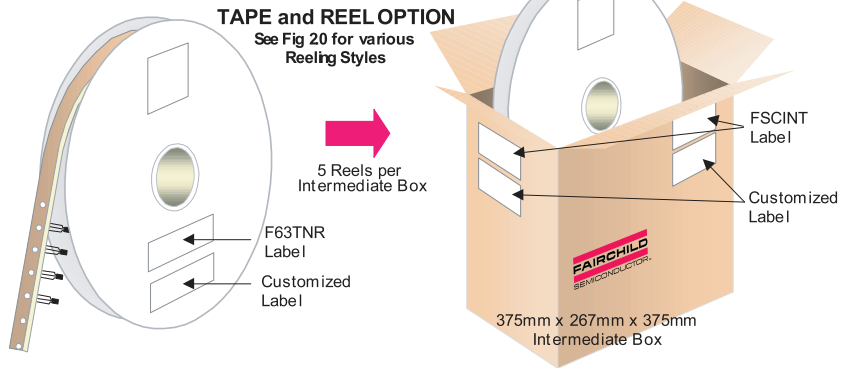 TAPE and REEL OPTION
See Fig 20 for various
Reeling Styles
5 Reels per
Intermediate Box
F63TNR
Label
Customized
Label
FSCINT
Label
Customized
Label
FAIRCHILD
SEMICONDUCTOR™
375mm x 267mm x 375mm
Intermediate Box